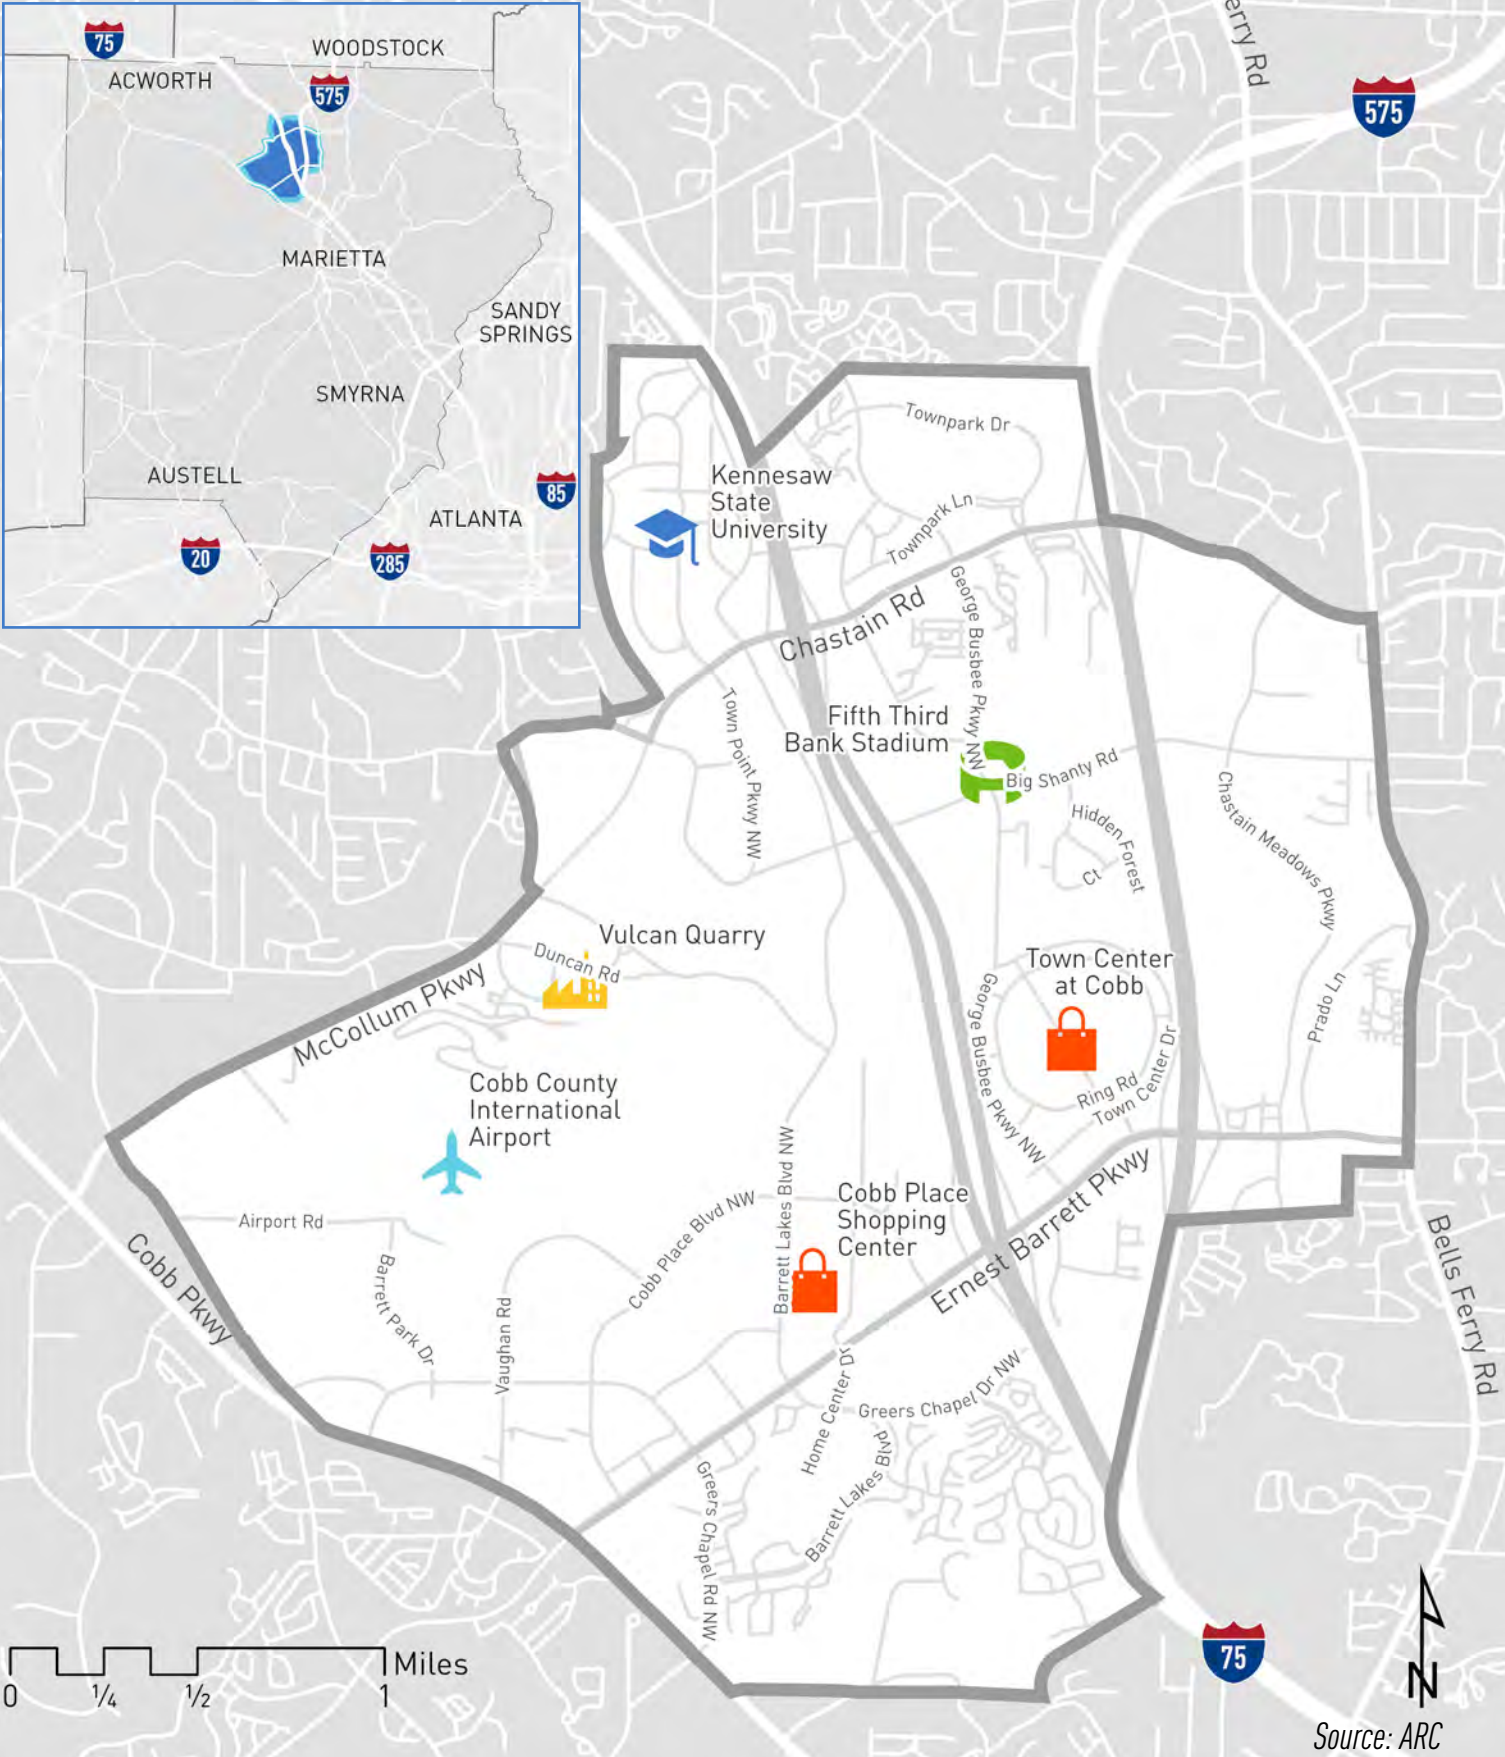 75
WOODSTOCK
ACWORTH
575
MARIETTA
SANDY
SPRINGS
SMYRNA
AUSTELL
85
ATLANTA
20
285
erry Rd
575
Townpark Dr
Kennesaw
State
University
Townpark Ln
Chastain Rd
George Busbee Pkwy NW
Town Point Pkwy NW
Fifth Third
Bank Stadium
Big Shanty Rd
Hidden Forest
Ct
Chastain Meadows Pkwy
Vulcan Quarry
Duncan Rd
McCollum Pkwy
Town Center
at Cobb
George Busbee Pkwy NW
Ring Rd
Town Center Dr
Prado Ln
Cobb County
International
Airport
Airport Rd
Cobb Pkwy
Barrett Park Dr
Vaughan Rd
Cobb Place Blvd NW
Barrett Lakes Blvd NW
Cobb Place
Shopping
Center
Ernest Barrett Pkwy
Bells Ferry Rd
Home Center Dr
Greers Chapel Dr NW
Barrett Lakes Blvd
Greers Chapel Rd NW
75
Miles
0 1/4 1/2 1
N
Source: ARC